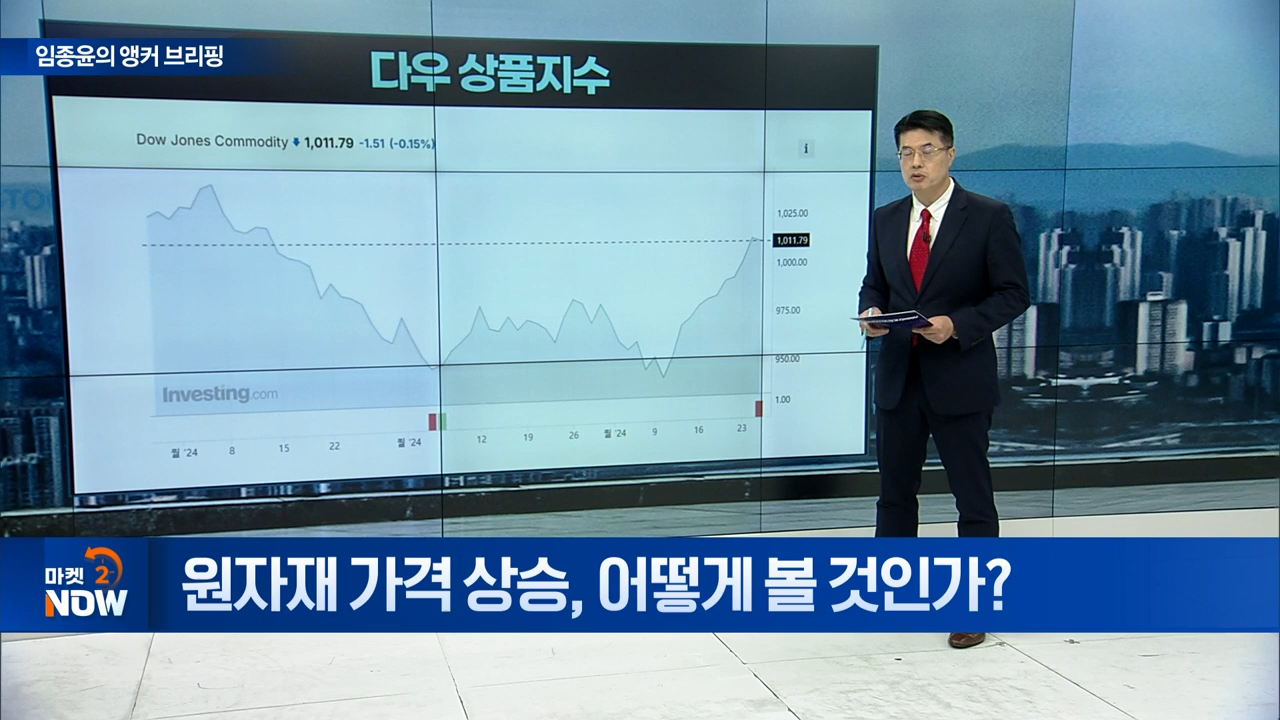 임종윤의 앵커 브리핑
다우 상품지수
Dow Jones Commodity 1,011.79 -1.51 (-0.15%)
i
1,025.00
1,011.79
1,000.00
975.00
950.00
1.00
Investing.com
월 '24 8 15 22 월 '24 12 19 26 월 '24 9 16 23
마켓 2
NOW
원자재 가격 상승, 어떻게 볼 것인가?